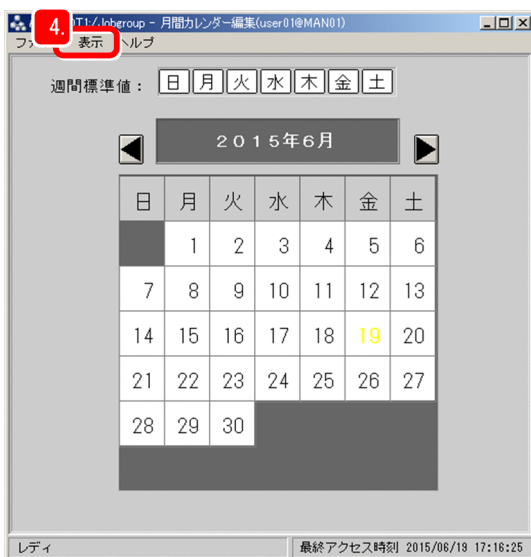 4.
OT1:/Jobgroup - 月間カレンダー編集(user01@MAN01)
表示 ヘルプ
週間標準値： 日 月 火 水 木 金 土
２０１５年６月
日 月 火 水 木 金 土
1 2 3 4 5 6
7 8 9 10 11 12 13
14 15 16 17 18 19 20
21 22 23 24 25 26 27
28 29 30
レディ 最終アクセス時刻 2015/06/19 17:16:25